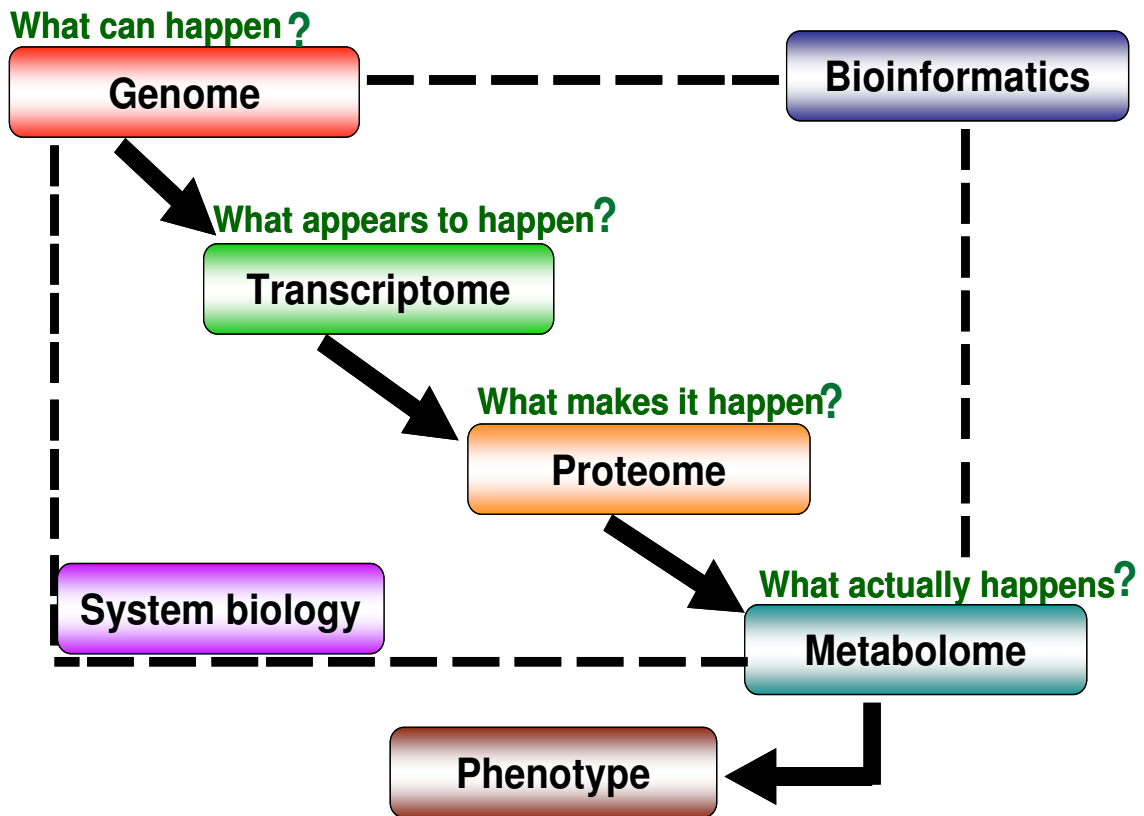 What can happen ?
Genome
Bioinformatics
What appears to happen?
Transcriptome
What makes it happen?
Proteome
What actually happens?
System biology
Metabolome
Phenotype